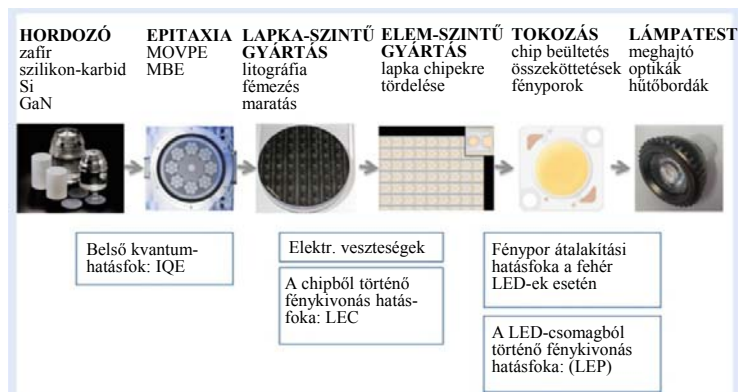 HORDOZÓ
zafír
szilikon-karbid
Si
GaN
EPITAXIA
MOVPE
MBE
LAPKA-SZINTŰ
GYÁRTÁS
litográfia
fémezés
maratás
ELEM-SZINTŰ
GYÁRTÁS
lapka chipekre
tördelése
TOKOZÁS
chip beültetés
összeköttetések
fényporok
LÁMPATEST
meghajtó
optikák
hűtőbordák
Belső kvantum-
hatásfok: IQE
Elektr. veszteségek
A chipből történő
fénykivonás hatás-
foka: LEC
Fénypor átalakítási
hatásfoka a fehér
LED-ek esetén
A LED-csomagból
történő fénykivonás
hatásfoka: (LEP)